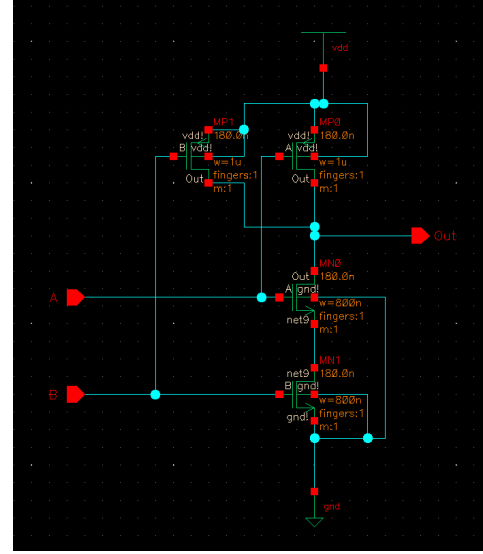 vdd
MP1
vdd! 180.0n
B vdd!
w=1u
fingers:1
Out
m:1
MP0
vdd! 180.0n
A vdd!
w=1u
fingers:1
Out
m:1
Out
MN0
Out 180.0n
A gnd!
w=800n
fingers:1
net9
m:1
A
MN1
net9 180.0n
B gnd!
w=800n
fingers:1
gnd!
m:1
B
gnd